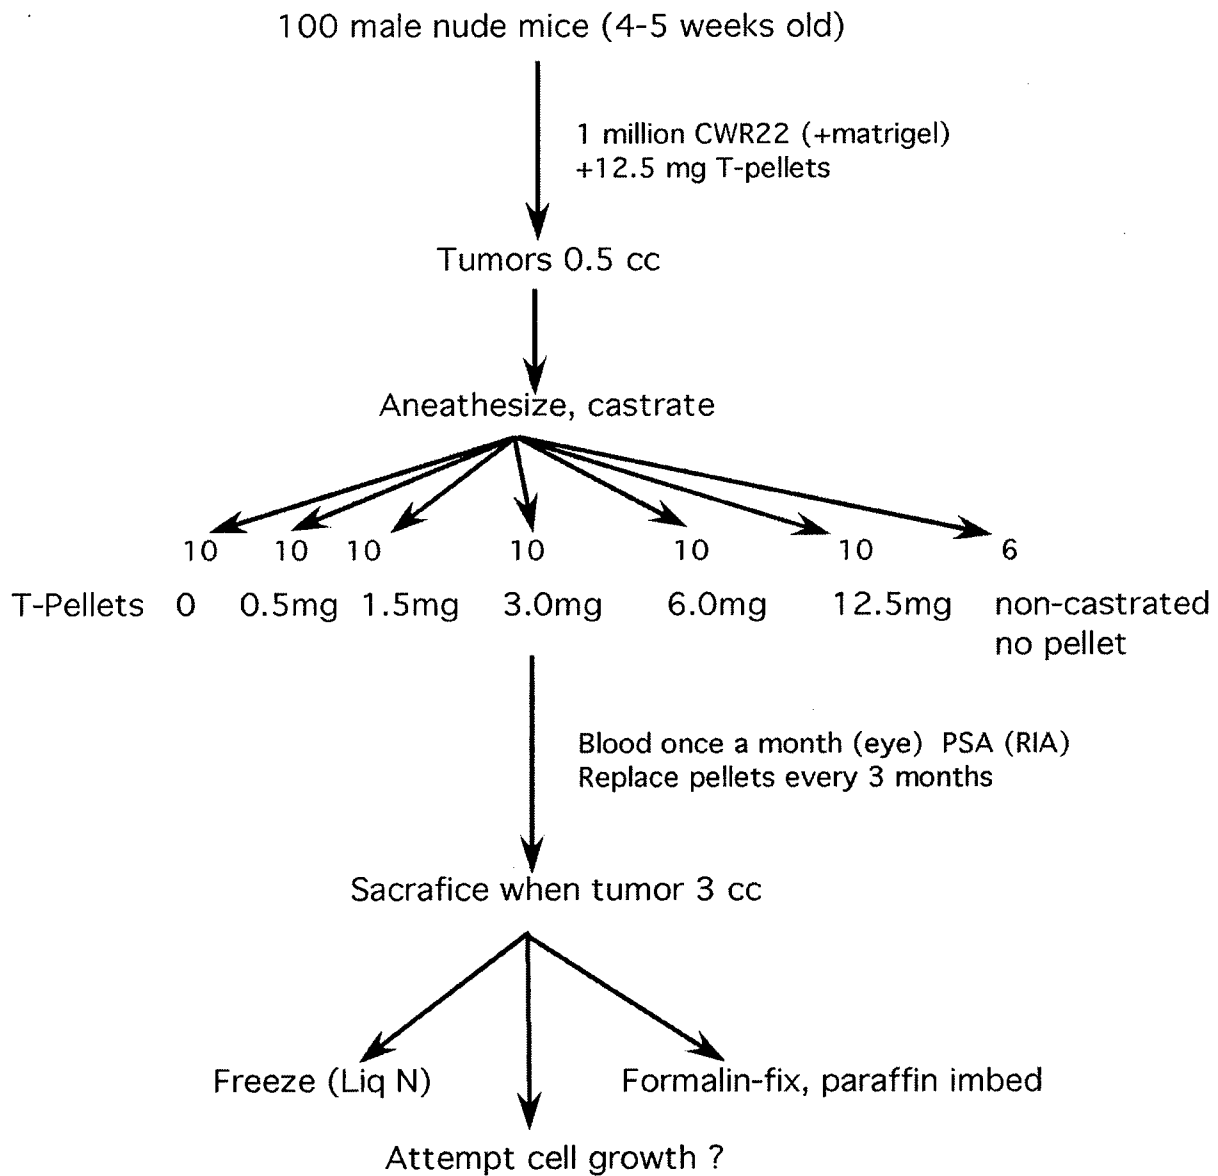 100 male nude mice (4-5 weeks old)
1 million CWR22 (+matrigel)
+12.5 mg T-pellets
Tumors 0.5 cc
Aneathesize, castrate
10 10 10 10 10 10 6
T-Pellets 0 0.5mg 1.5mg 3.0mg 6.0mg 12.5mg non-castrated
no pellet
Blood once a month (eye) PSA (RIA)
Replace pellets every 3 months
Sacrafice when tumor 3 cc
Freeze (Liq N) Formalin-fix, paraffin imbed
Attempt cell growth ?